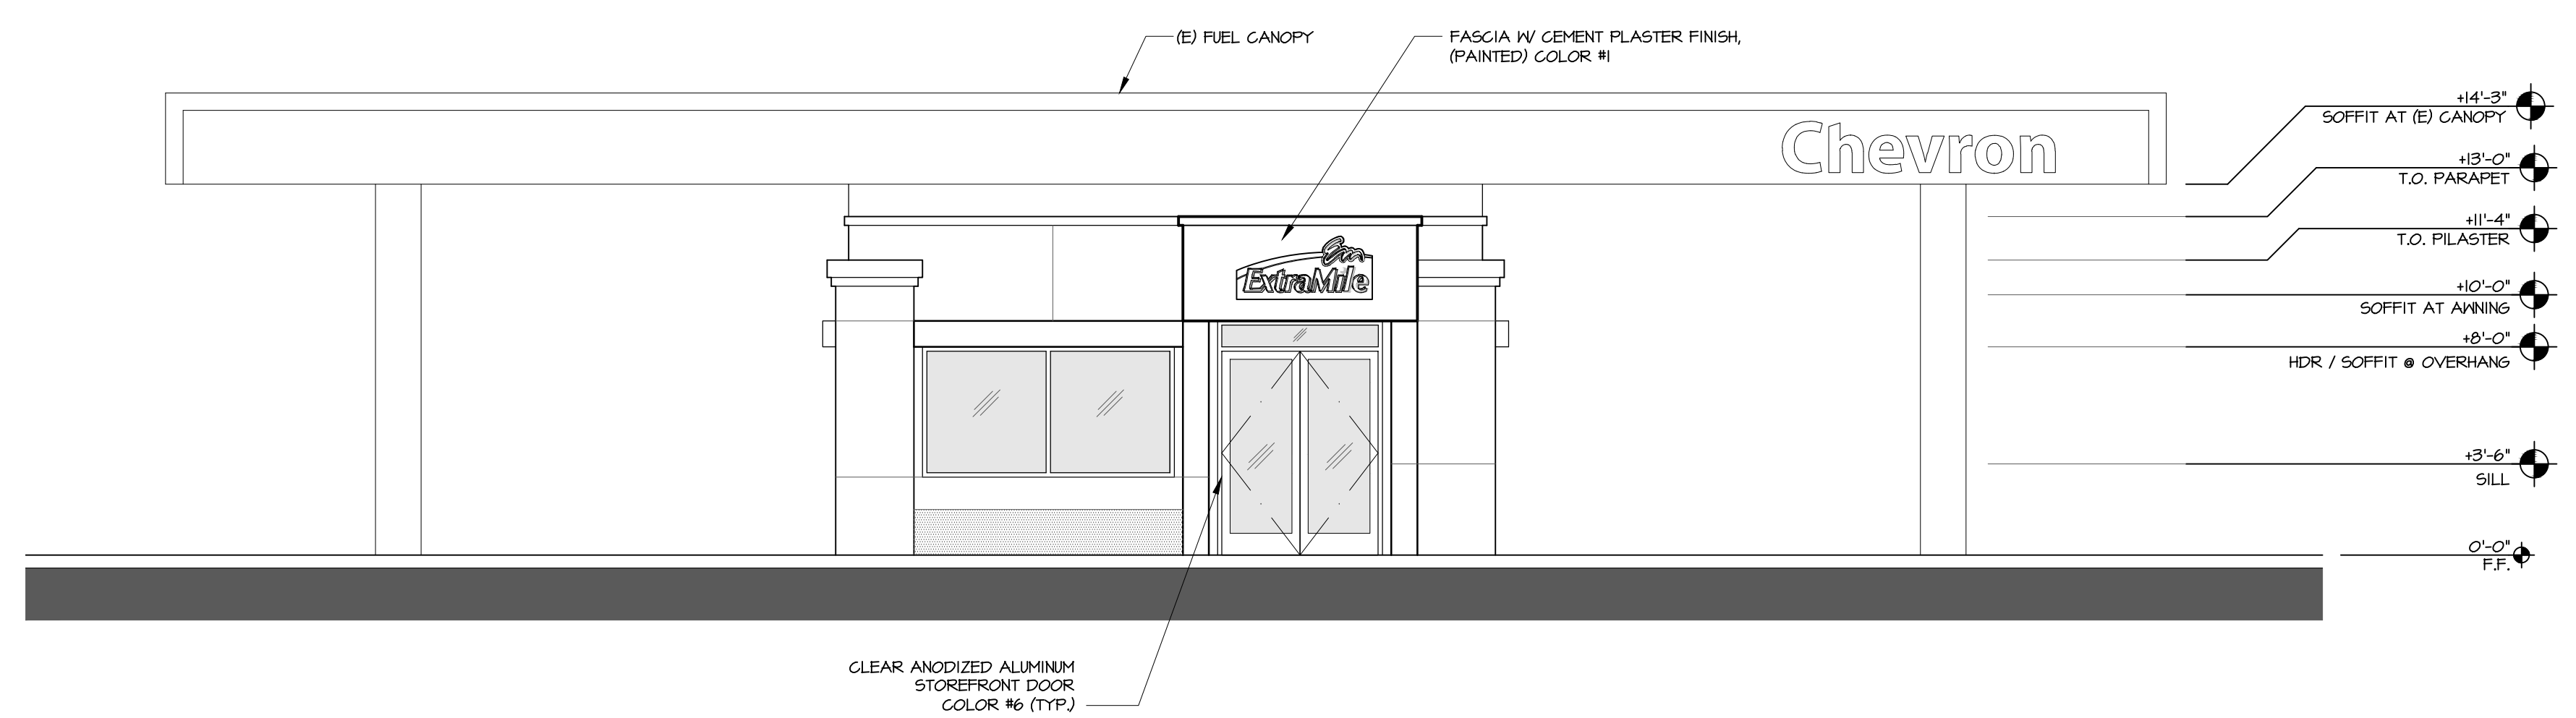 (E) FUEL CANOPY
FASCIA W/ CEMENT PLASTER FINISH,
(PAINTED) COLOR #1
Chevron
+14'-3"
SOFFIT AT (E) CANOPY
+13'-0"
T.O. PARAPET
+11'-4"
T.O. PILASTER
Em
ExtraMile
+10'-0"
SOFFIT AT AWNING
+8'-0"
HDR / SOFFIT @ OVERHANG
+3'-6"
SILL
0'-0"
F.F.
CLEAR ANODIZED ALUMINUM
STOREFRONT DOOR
COLOR #6 (TYP.)